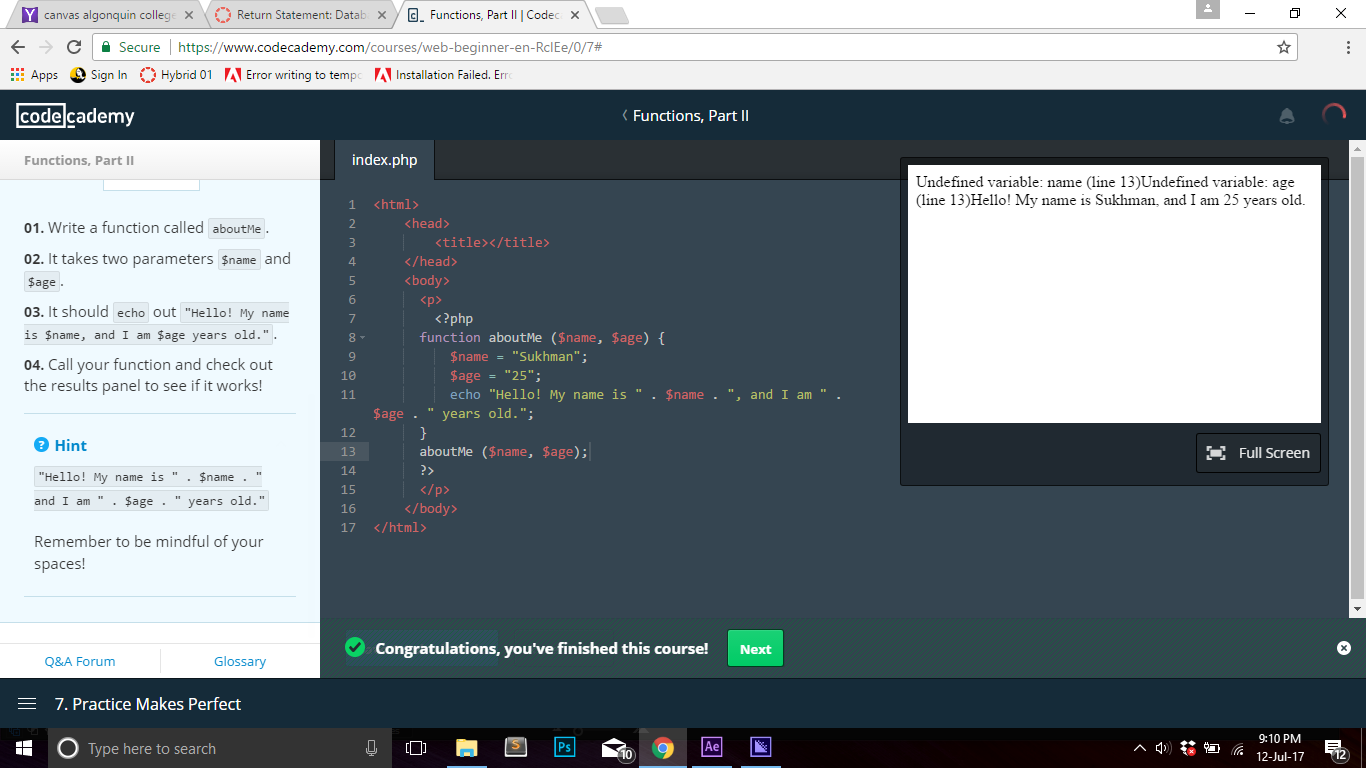 canvas algonquin college
Return Statement: Datab
Functions, Part II | Codec
Secure
https://www.codecademy.com/courses/web-beginner-en-RclEe/0/7#
Apps
Sign In
Hybrid 01
Error writing to tempo
Installation Failed. Erro
codecademy
Functions, Part II
Functions, Part II
01. Write a function called aboutMe.
02. It takes two parameters $name and
$age.
03. It should echo out "Hello! My name
is $name, and I am $age years old.".
04. Call your function and check out
the results panel to see if it works!
? Hint
"Hello! My name is " . $name . "
and I am " . $age . " years old."
Remember to be mindful of your
spaces!
Q&A Forum
Glossary
index.php
1 <html>
2 <head>
3 <title></title>
4 </head>
5 <body>
6 <p>
7 <?php
8 function aboutMe ($name, $age) {
9 $name = "Sukhman";
10 $age = "25";
11 echo "Hello! My name is " . $name . ", and I am " .
$age . " years old.";
12 }
13 aboutMe ($name, $age);
14 ?>
15 </p>
16 </body>
17 </html>
Undefined variable: name (line 13)Undefined variable: age
(line 13)Hello! My name is Sukhman, and I am 25 years old.
Full Screen
Congratulations, you've finished this course!
Next
7. Practice Makes Perfect
Type here to search
S
Ps
10
Ae
9:10 PM
12-Jul-17
12